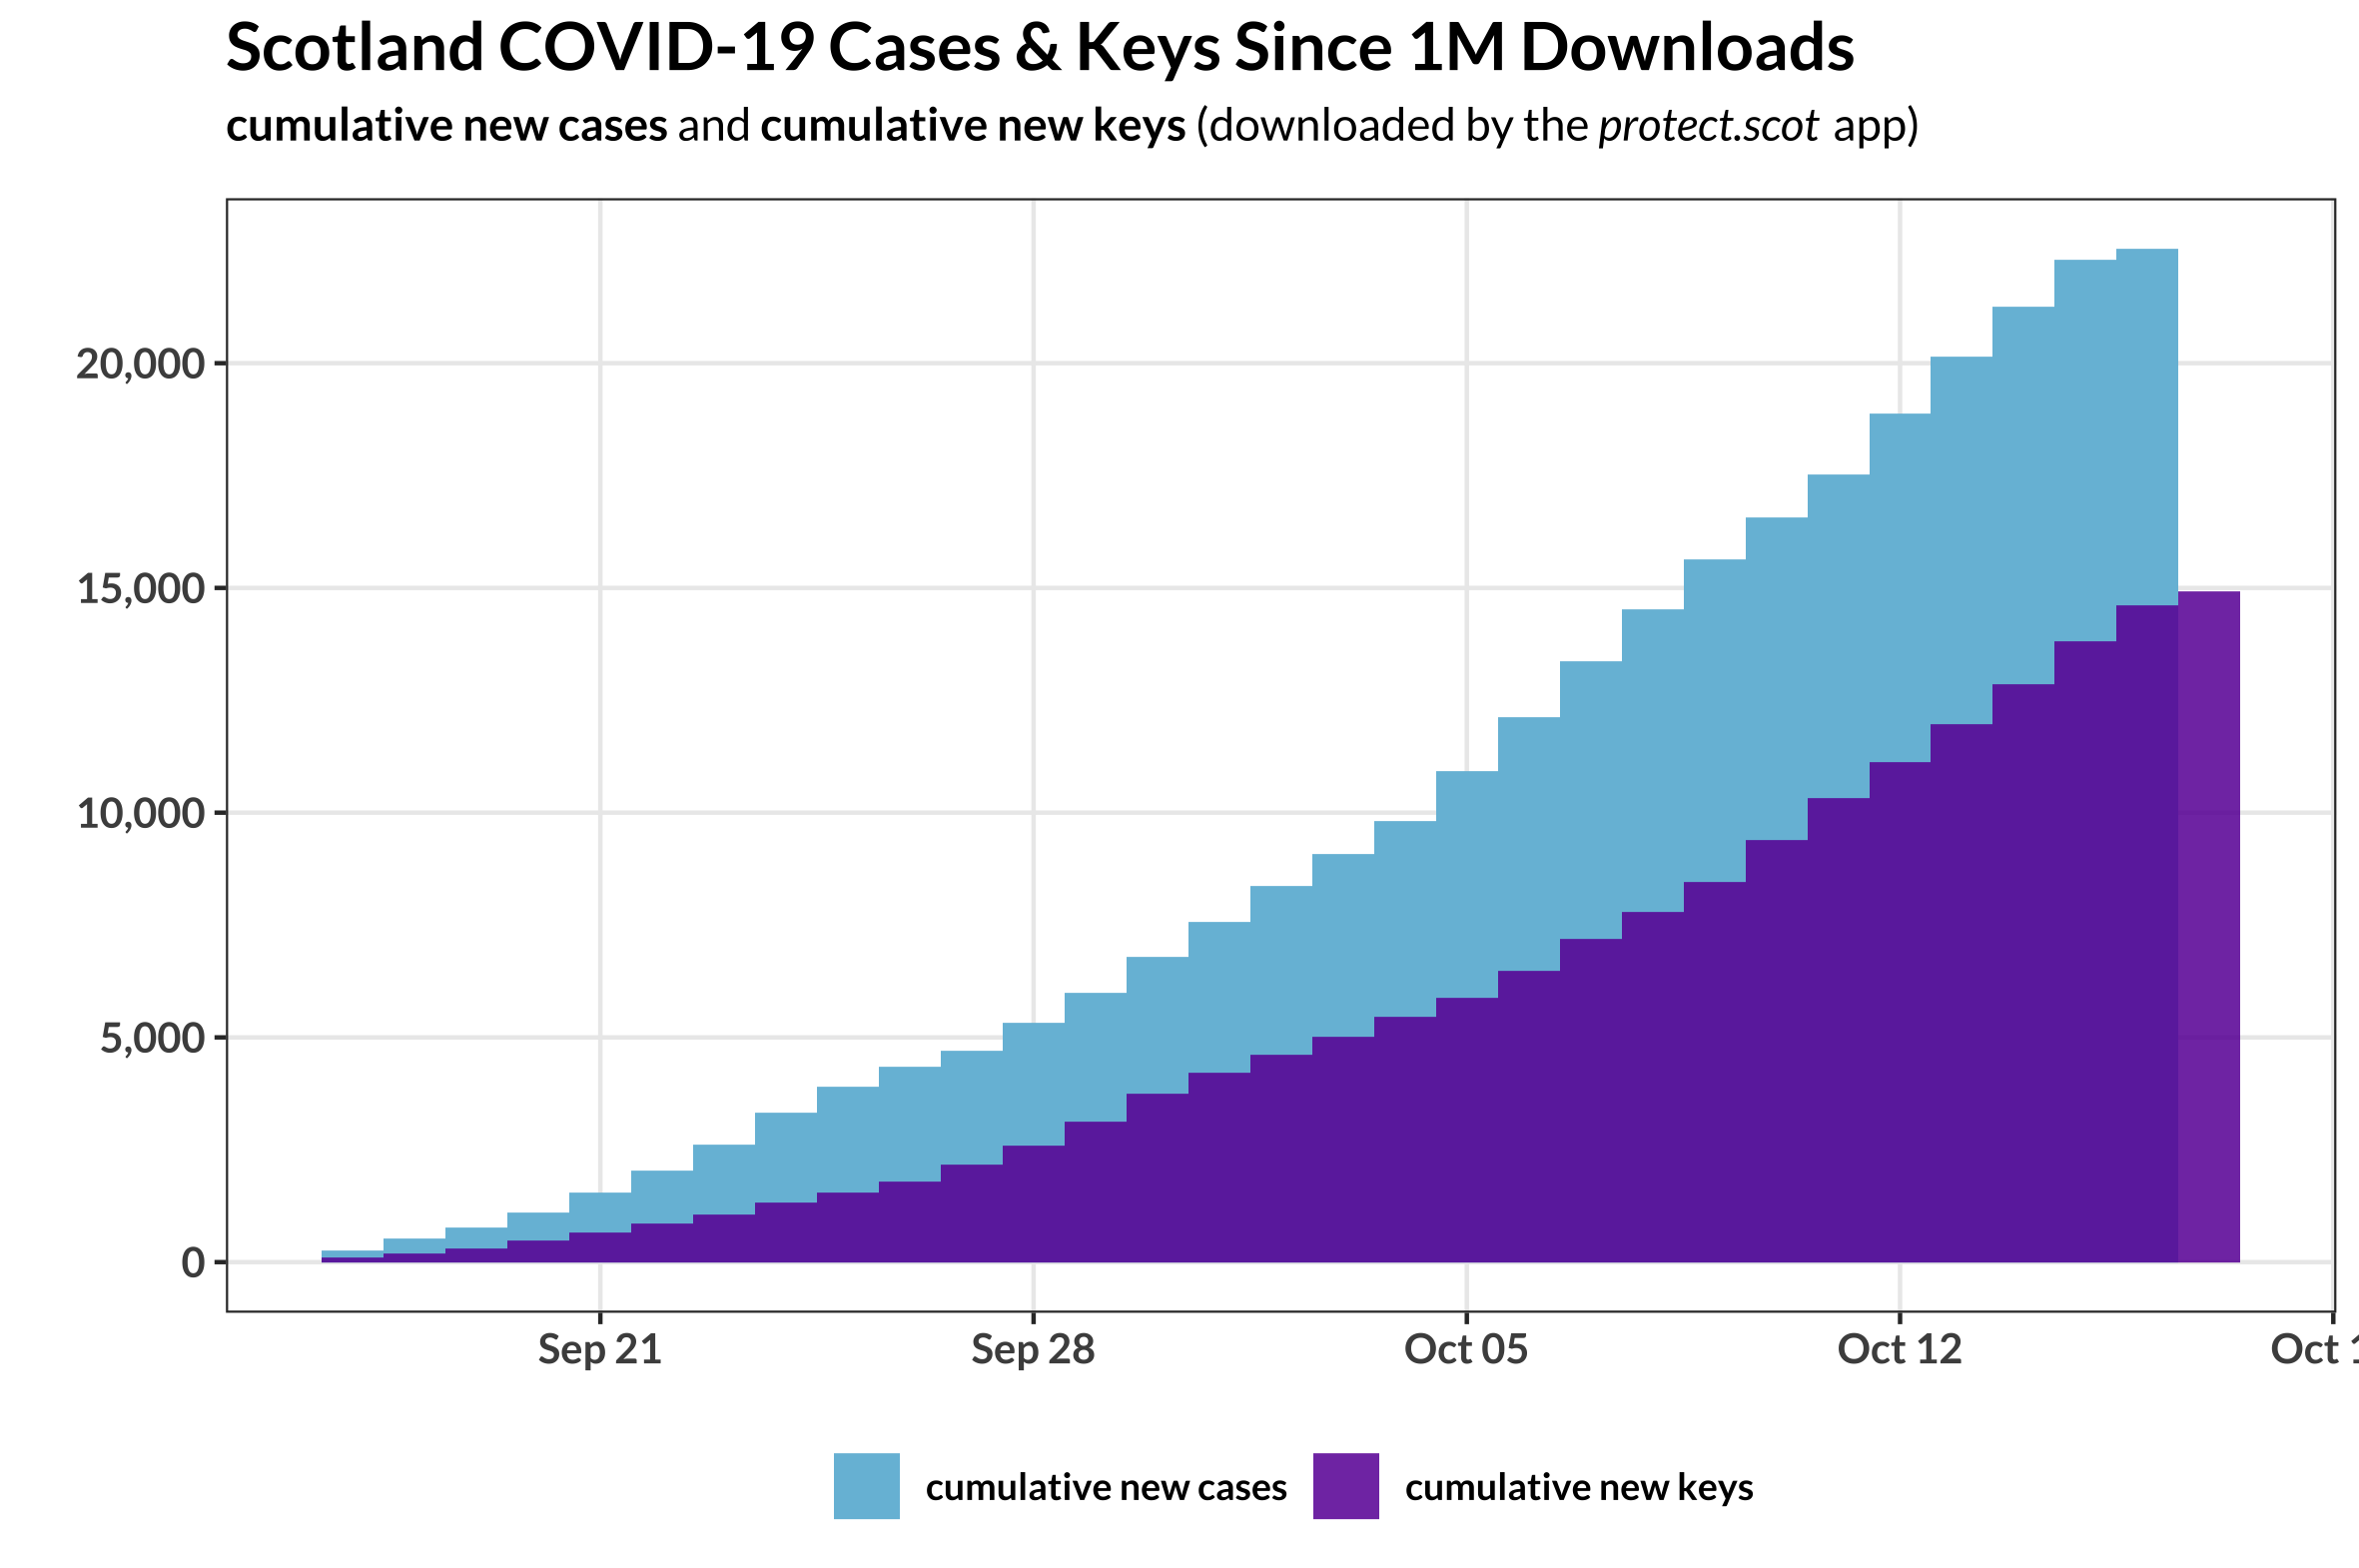 Scotland COVID-19 Cases & Keys Since 1M Downloads
cumulative new cases and cumulative new keys (downloaded by the protect.scot app)
20,000
15,000
10,000
5,000
0
Sep 21 Sep 28 Oct 05 Oct 12 Oct 1
cumulative new cases cumulative new keys